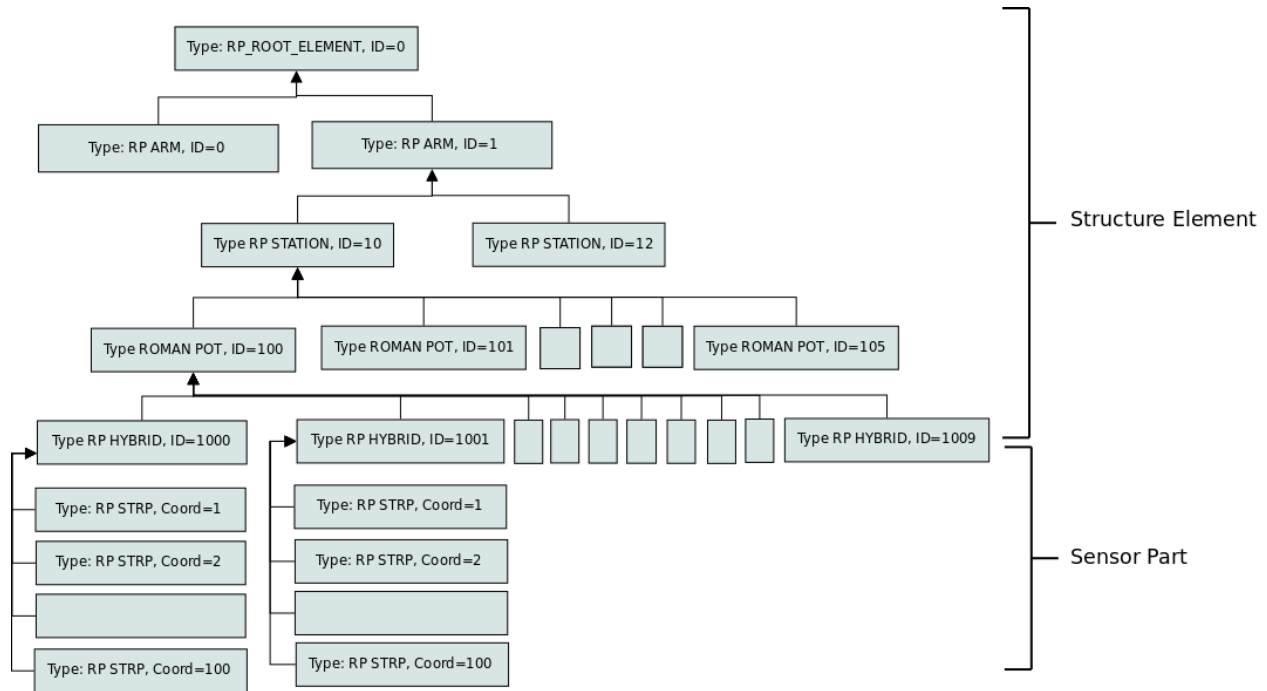 Type: RP_ROOT_ELEMENT, ID=0
Type: RP ARM, ID=0
Type: RP ARM, ID=1
Structure Element
Type RP STATION, ID=10
Type RP STATION, ID=12
Type ROMAN POT, ID=100
Type ROMAN POT, ID=101
Type ROMAN POT, ID=105
Type RP HYBRID, ID=1000
Type RP HYBRID, ID=1001
Type RP HYBRID, ID=1009
Type: RP STRP, Coord=1
Type: RP STRP, Coord=2
Type: RP STRP, Coord=100
Type: RP STRP, Coord=1
Type: RP STRP, Coord=2
Type: RP STRP, Coord=100
Sensor Part